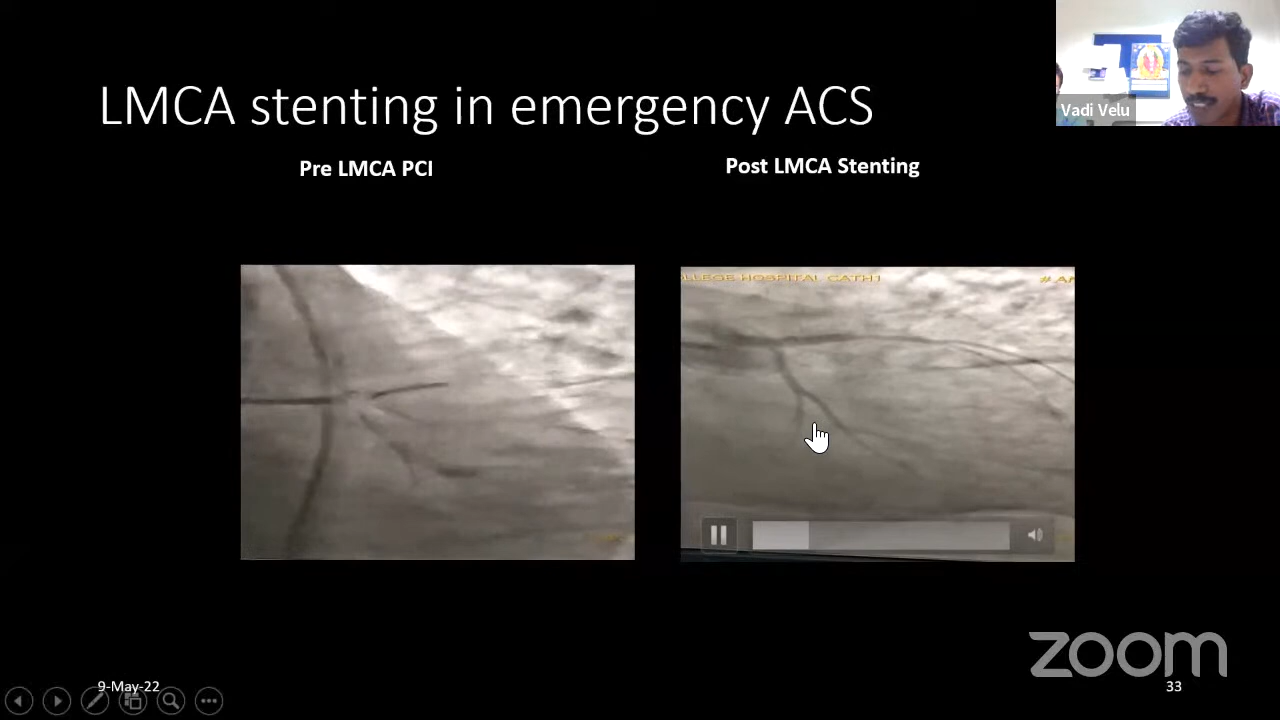 LMCA stenting in emergency ACS
Vadi Velu
Pre LMCA PCI
Post LMCA Stenting
LLEGE HOSPITAL CATH1
zoom
9-May-22
33